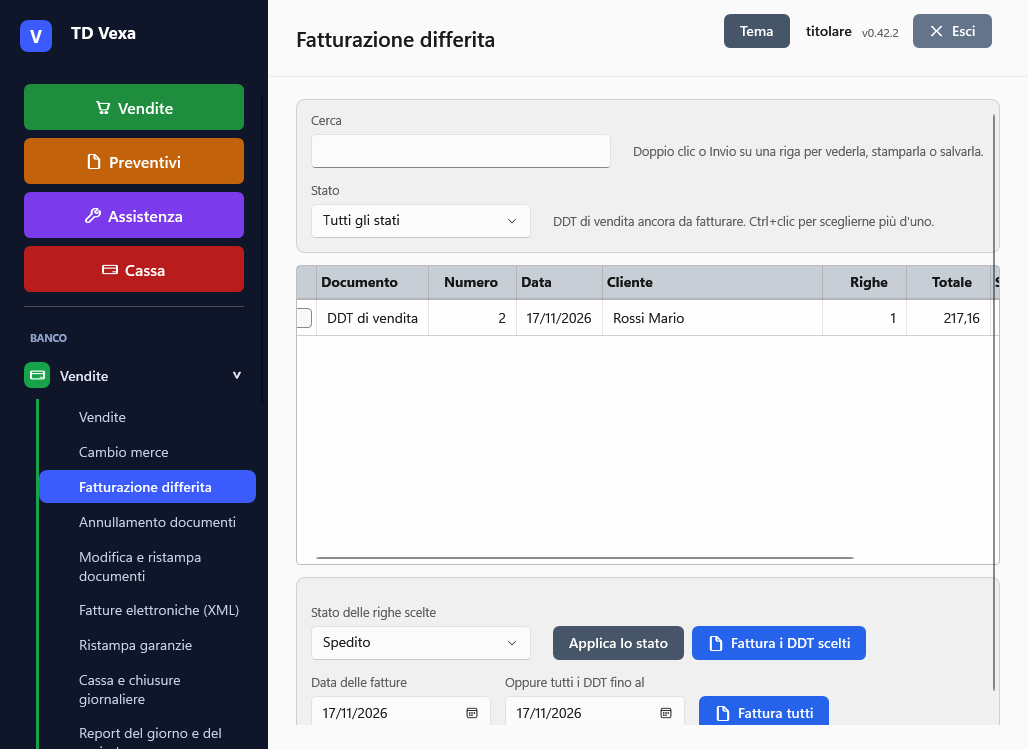 V
TD Vexa
Vendite
Preventivi
Assistenza
Cassa
BANCO
Vendite
Vendite
Cambio merce
Fatturazione differita
Annullamento documenti
Modifica e ristampa
documenti
Fatture elettroniche (XML)
Ristampa garanzie
Cassa e chiusure
giornaliere
Report del giorno e del
Fatturazione differita
Tema
titolare
v0.42.2
Esci
Cerca
Doppio clic o Invio su una riga per vederla, stamparla o salvarla.
Stato
Tutti gli stati
DDT di vendita ancora da fatturare. Ctrl+clic per sceglierne più d'uno.
Documento Numero Data Cliente Righe Totale
DDT di vendita 2 17/11/2026 Rossi Mario 1 217,16
Stato delle righe scelte
Spedito
Applica lo stato
Fattura i DDT scelti
Data delle fatture
Oppure tutti i DDT fino al
17/11/2026
17/11/2026
Fattura tutti